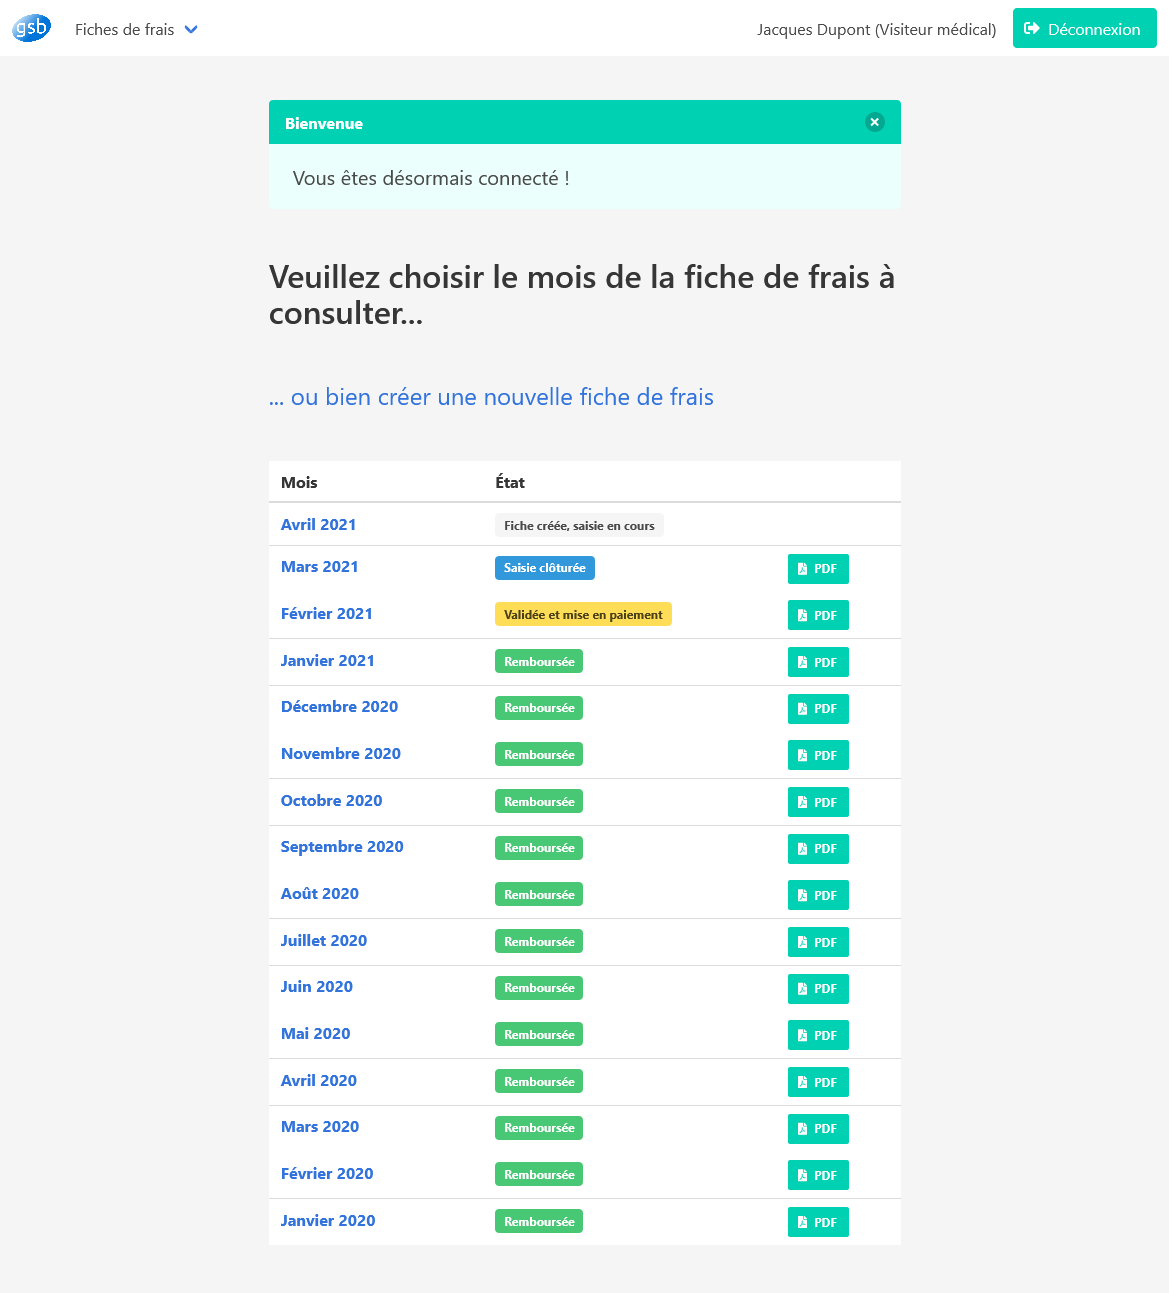 gsb Fiches de frais Jacques Dupont (Visiteur médical) Déconnexion
Bienvenue
Vous êtes désormais connecté !
Veuillez choisir le mois de la fiche de frais à
consulter...
... ou bien créer une nouvelle fiche de frais
Mois État
Avril 2021 Fiche créée, saisie en cours
Mars 2021 Saisie clôturée PDF
Février 2021 Validée et mise en paiement PDF
Janvier 2021 Remboursée PDF
Décembre 2020 Remboursée PDF
Novembre 2020 Remboursée PDF
Octobre 2020 Remboursée PDF
Septembre 2020 Remboursée PDF
Août 2020 Remboursée PDF
Juillet 2020 Remboursée PDF
Juin 2020 Remboursée PDF
Mai 2020 Remboursée PDF
Avril 2020 Remboursée PDF
Mars 2020 Remboursée PDF
Février 2020 Remboursée PDF
Janvier 2020 Remboursée PDF